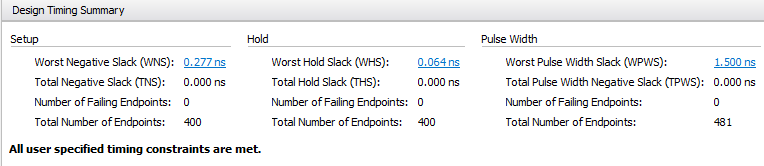 Design Timing Summary
Setup Hold Pulse Width
Worst Negative Slack (WNS): 0.277 ns Worst Hold Slack (WHS): 0.064 ns Worst Pulse Width Slack (WPWS): 1.500 ns
Total Negative Slack (TNS): 0.000 ns Total Hold Slack (THS): 0.000 ns Total Pulse Width Negative Slack (TPWS): 0.000 ns
Number of Failing Endpoints: 0 Number of Failing Endpoints: 0 Number of Failing Endpoints: 0
Total Number of Endpoints: 400 Total Number of Endpoints: 400 Total Number of Endpoints: 481
All user specified timing constraints are met.